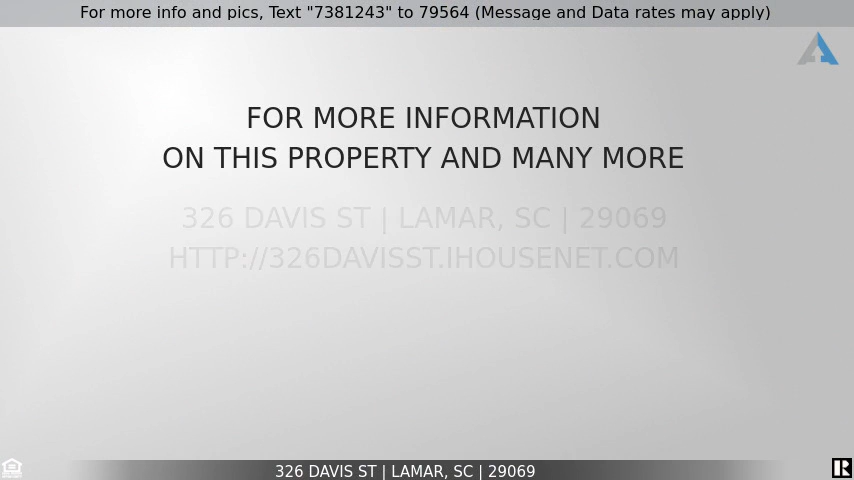 For more info and pics, Text "7381243" to 79564 (Message and Data rates may apply)
FOR MORE INFORMATION
ON THIS PROPERTY AND MANY MORE
326 DAVIS ST | LAMAR, SC | 29069
HTTP://326DAVISST.IHOUSENET.COM
326 DAVIS ST | LAMAR, SC | 29069